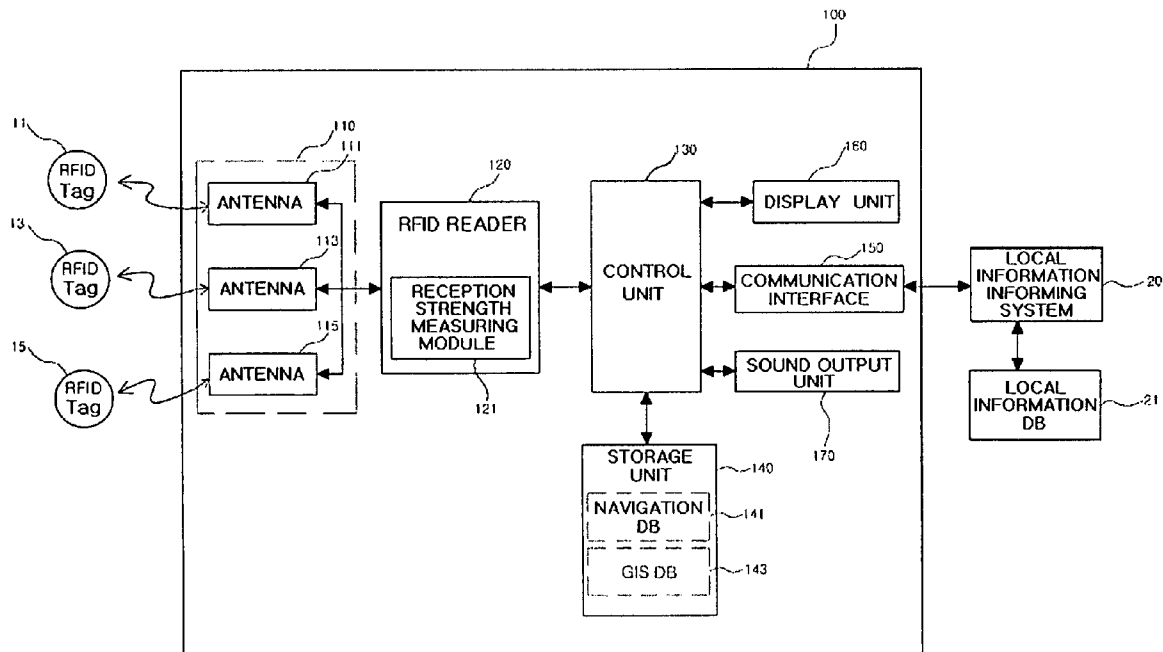 100
11
RFID
Tag
13
RFID
Tag
15
RFID
Tag
110
111
ANTENNA
113
ANTENNA
115
ANTENNA
120
RFID READER
RECEPTION
STRENGTH
MEASURING
MODULE
121
130
CONTROL
UNIT
160
DISPLAY UNIT
150
COMMUNICATION
INTERFACE
SOUND OUTPUT
UNIT
170
STORAGE
UNIT
140
NAVIGATION
DB
141
GIS DB
143
LOCAL
INFORMATION
INFORMING
SYSTEM
20
LOCAL
INFORMATION
DB
21